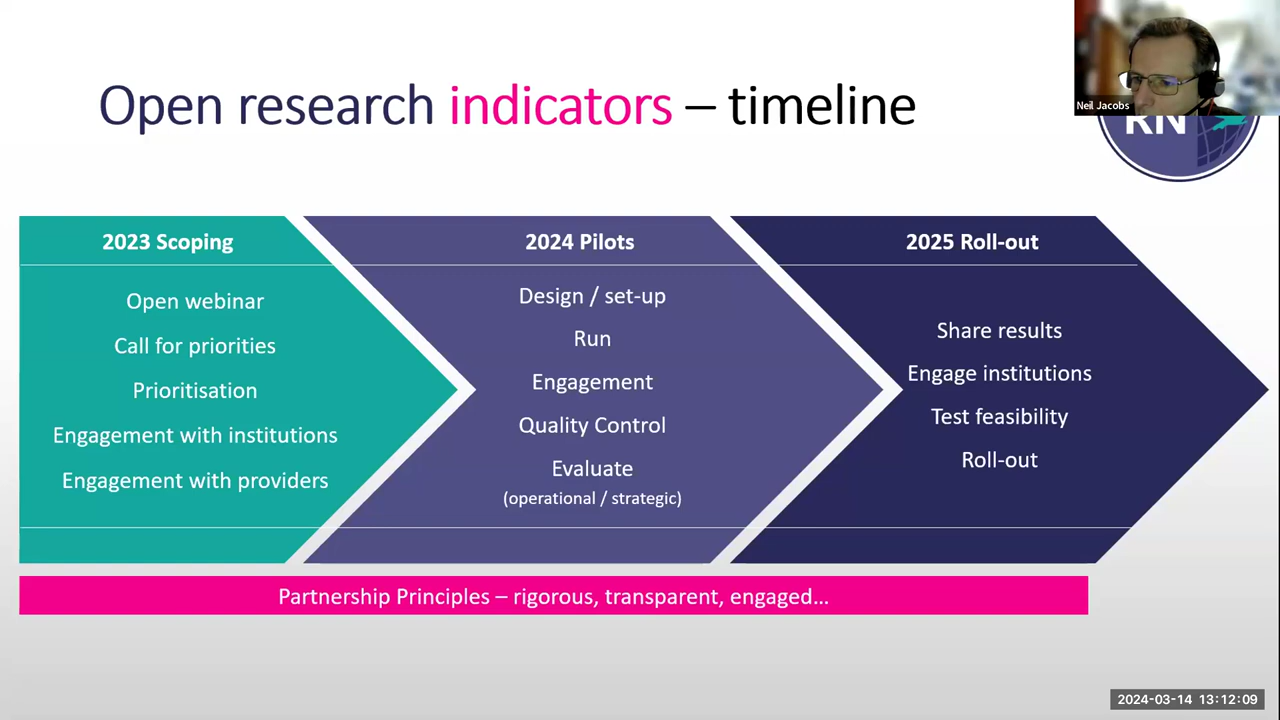 Open research indicators – timeline
Neil Jacobs
RN
2023 Scoping
Open webinar
Call for priorities
Prioritisation
Engagement with institutions
Engagement with providers
2024 Pilots
Design / set-up
Run
Engagement
Quality Control
Evaluate
(operational / strategic)
2025 Roll-out
Share results
Engage institutions
Test feasibility
Roll-out
Partnership Principles – rigorous, transparent, engaged...
2024-03-14 13:12:09